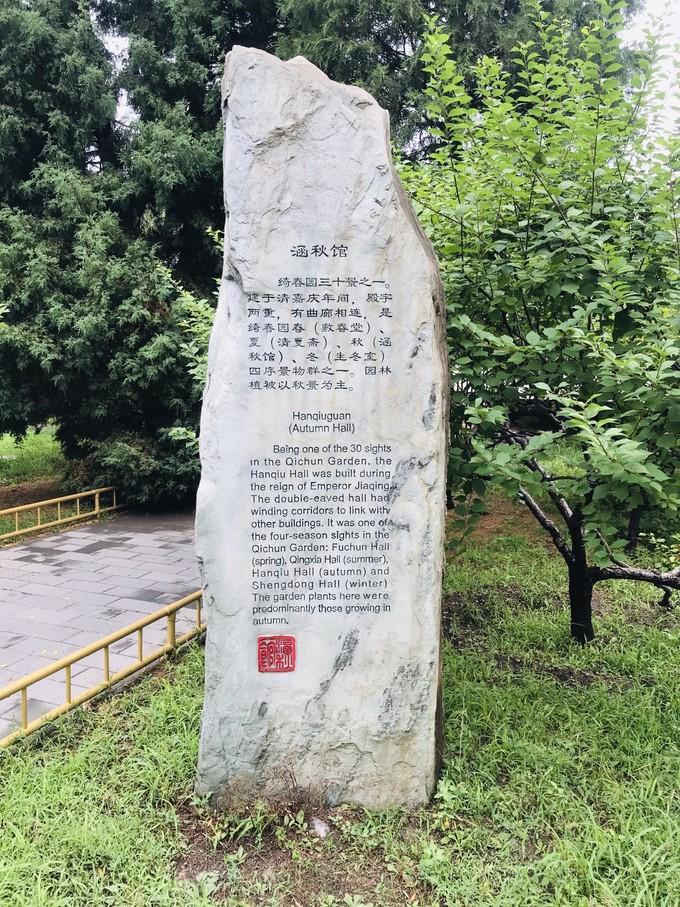 涵秋馆
绮春园三十景之一。
建于清嘉庆年间，殿宇
两重，有曲廊相连，是
绮春园春（敷春堂）、
夏（清夏斋）、秋（涵
秋馆）、冬（生冬室）
四序景物群之一。园林
植被以秋景为主。
Hanqiuguan
(Autumn Hall)
Being one of the 30 sights
in the Qichun Garden, the
Hanqiu Hall was built during
the reign of Emperor Jiaqing.
The double-eaved hall had
winding corridors to link with
other buildings. It was one of
the four-season sights in the
Qichun Garden: Fuchun Hall
(spring), Qingxia Hall (summer),
Hanqiu Hall (autumn) and
Shengdong Hall (winter)
The garden plants here were
predominantly those growing in
autumn.